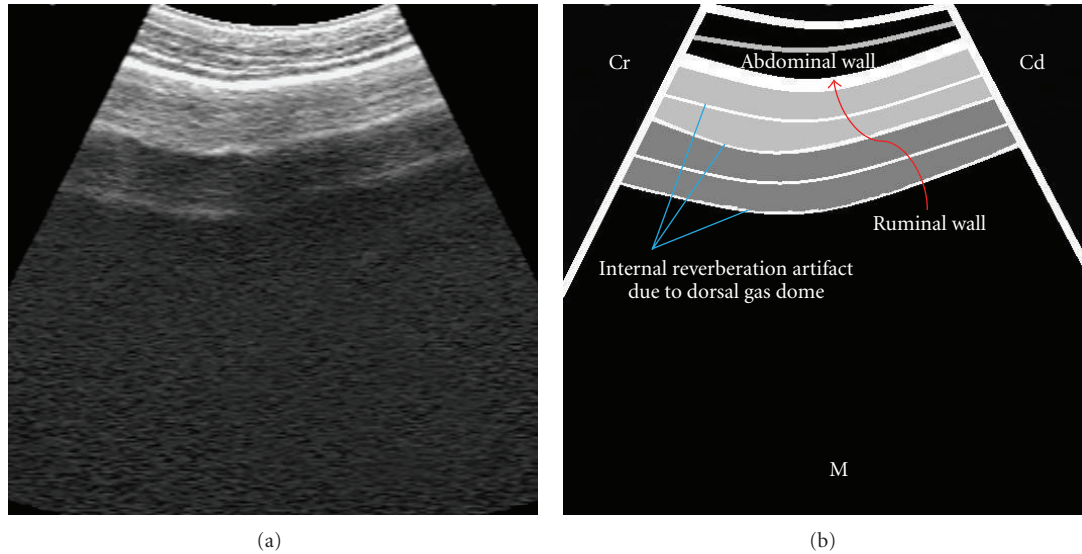 Cr
Abdominal wall
Cd
Ruminal wall
Internal reverberation artifact
due to dorsal gas dome
M
(a)
(b)